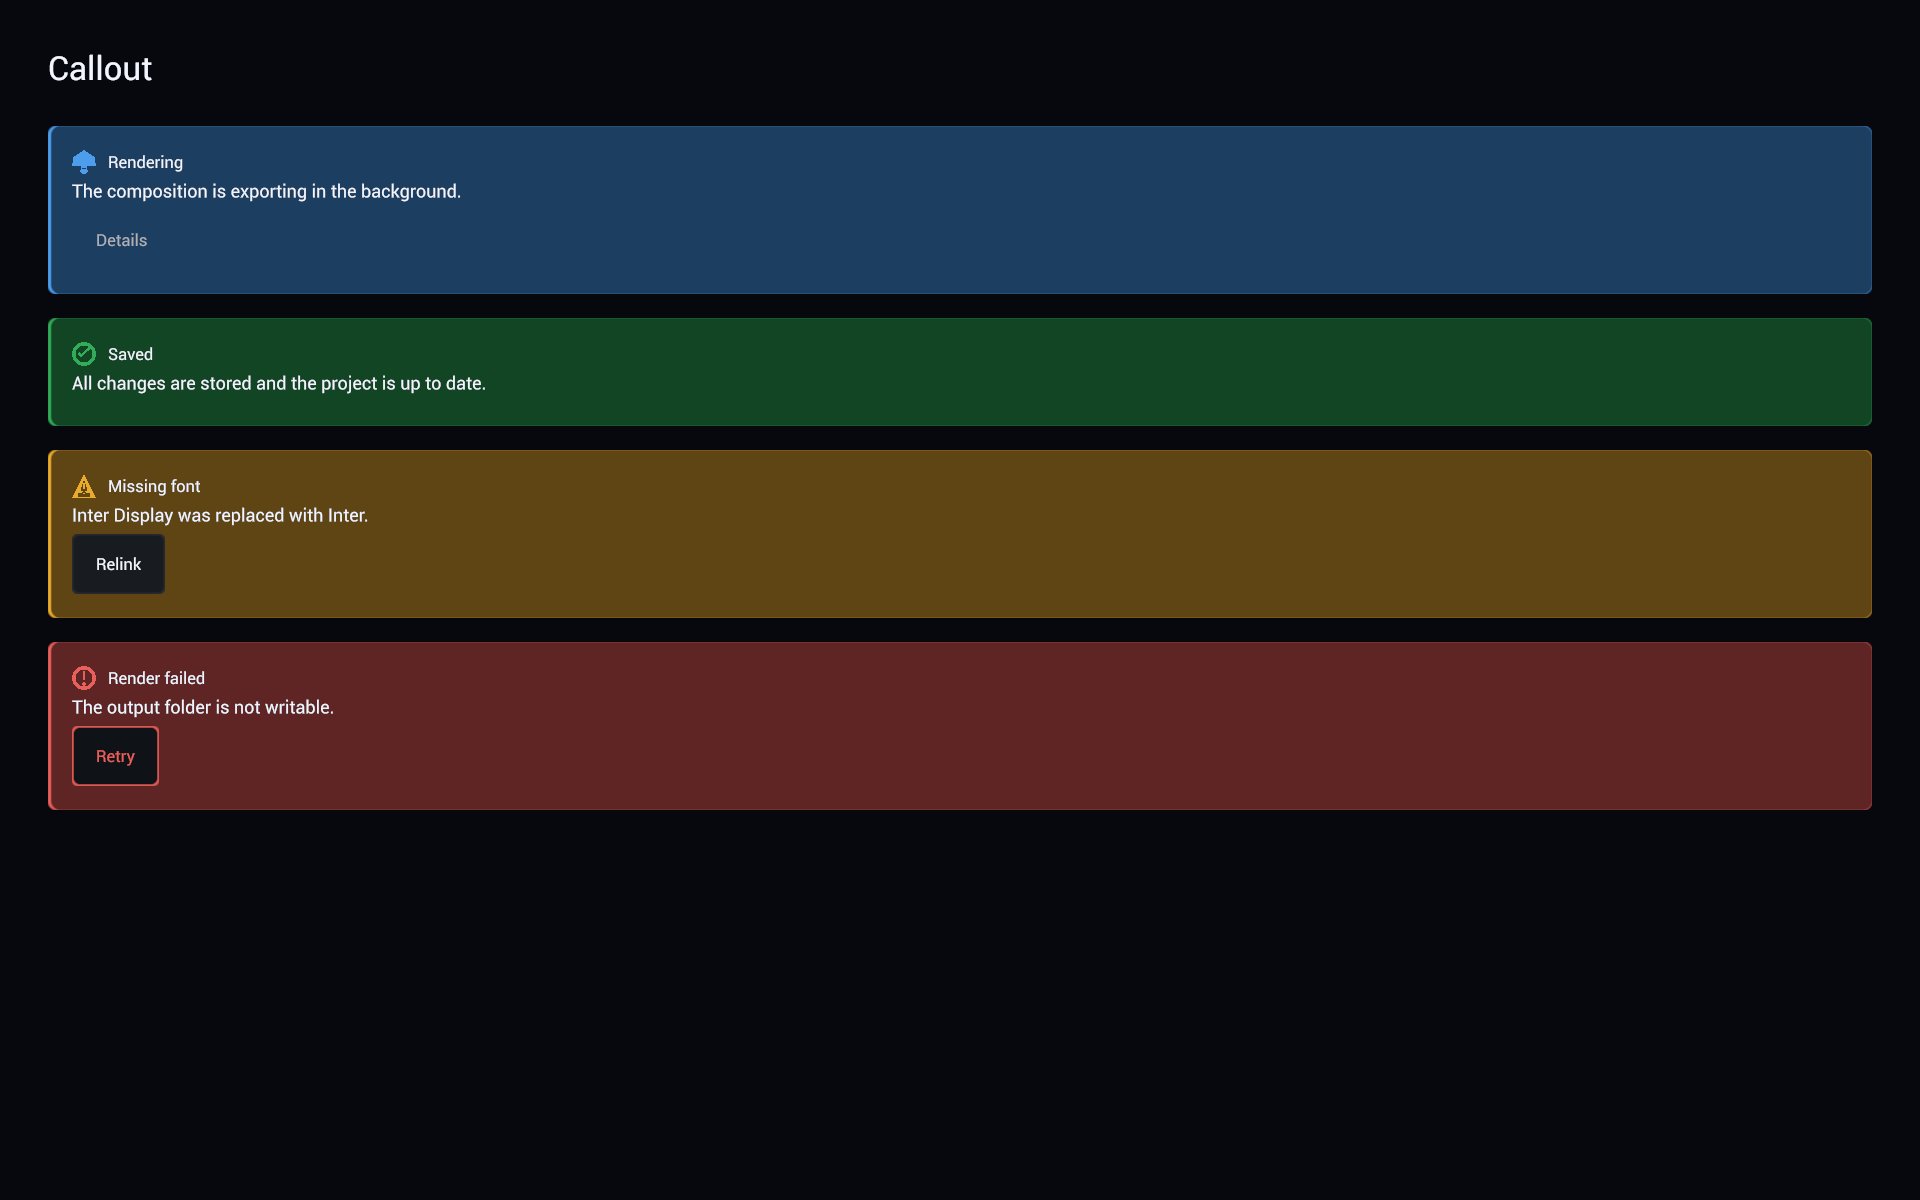 Callout
Rendering
The composition is exporting in the background.
Details
Saved
All changes are stored and the project is up to date.
Missing font
Inter Display was replaced with Inter.
Relink
Render failed
The output folder is not writable.
Retry